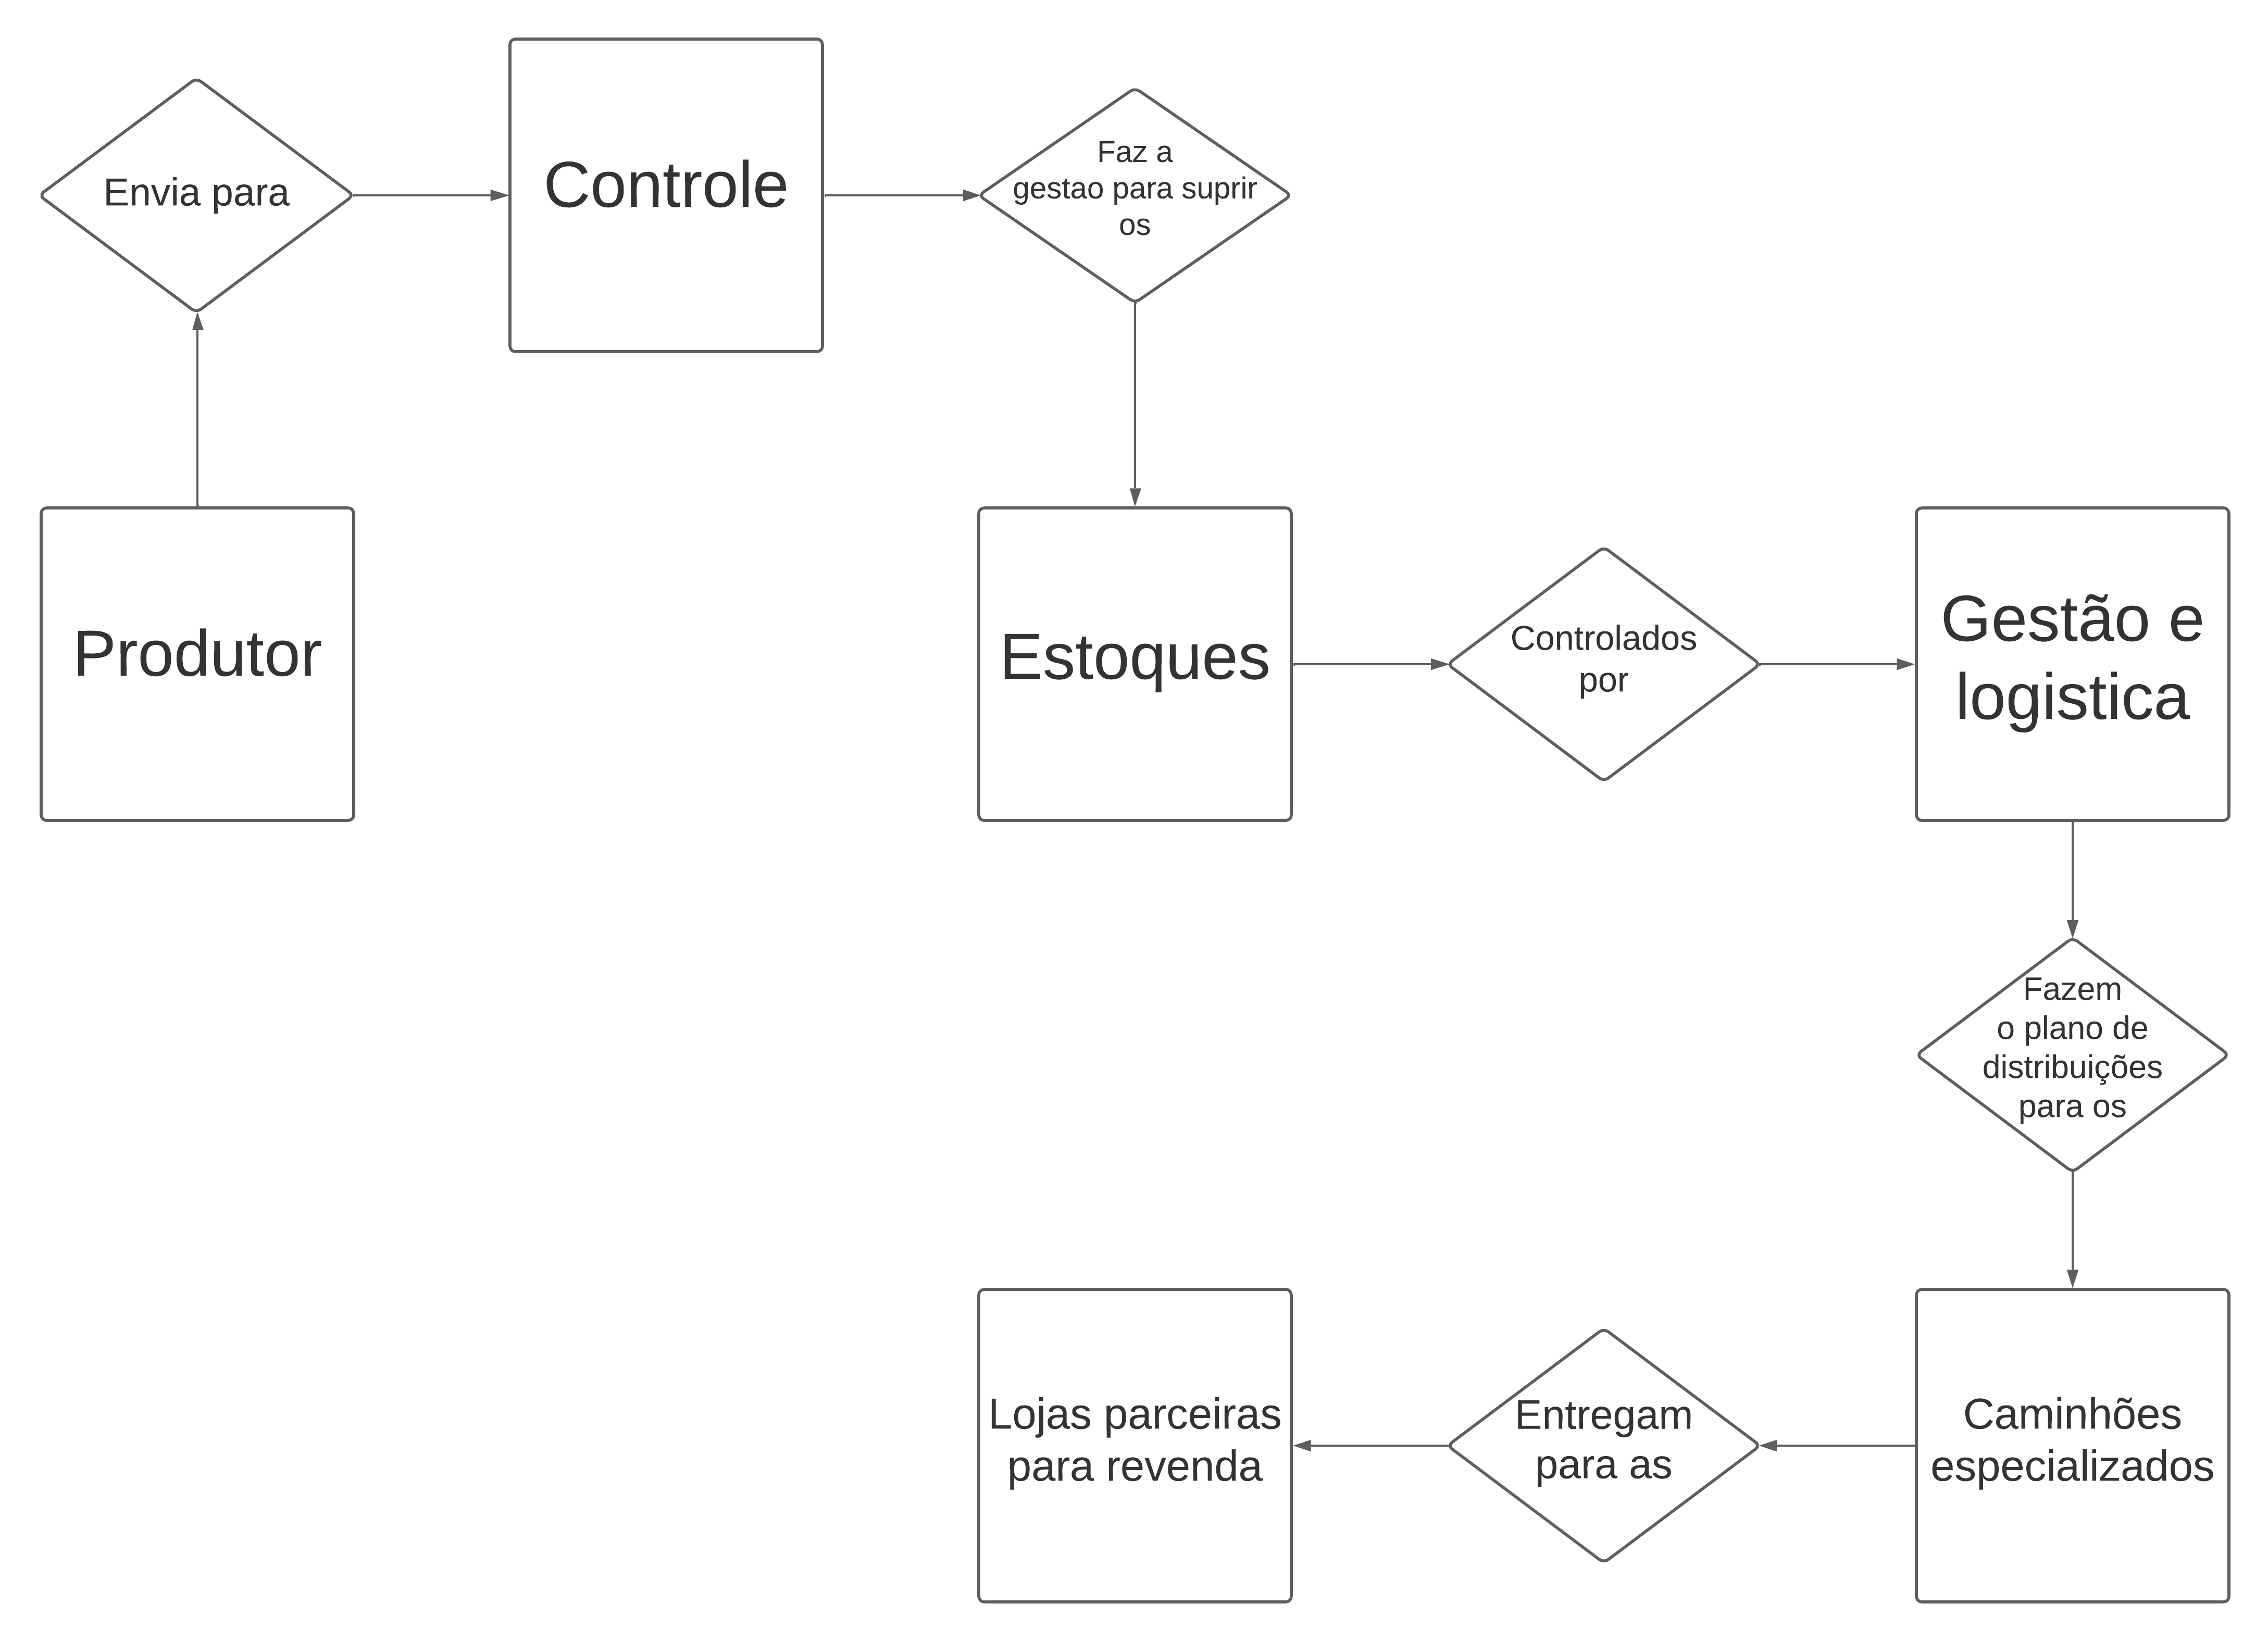 Envia para
Controle
Faz a
gestao para suprir
os
Produtor
Estoques
Controlados
por
Gestão e
logistica
Fazem
o plano de
distribuições
para os
Lojas parceiras
para revenda
Entregam
para as
Caminhões
especializados